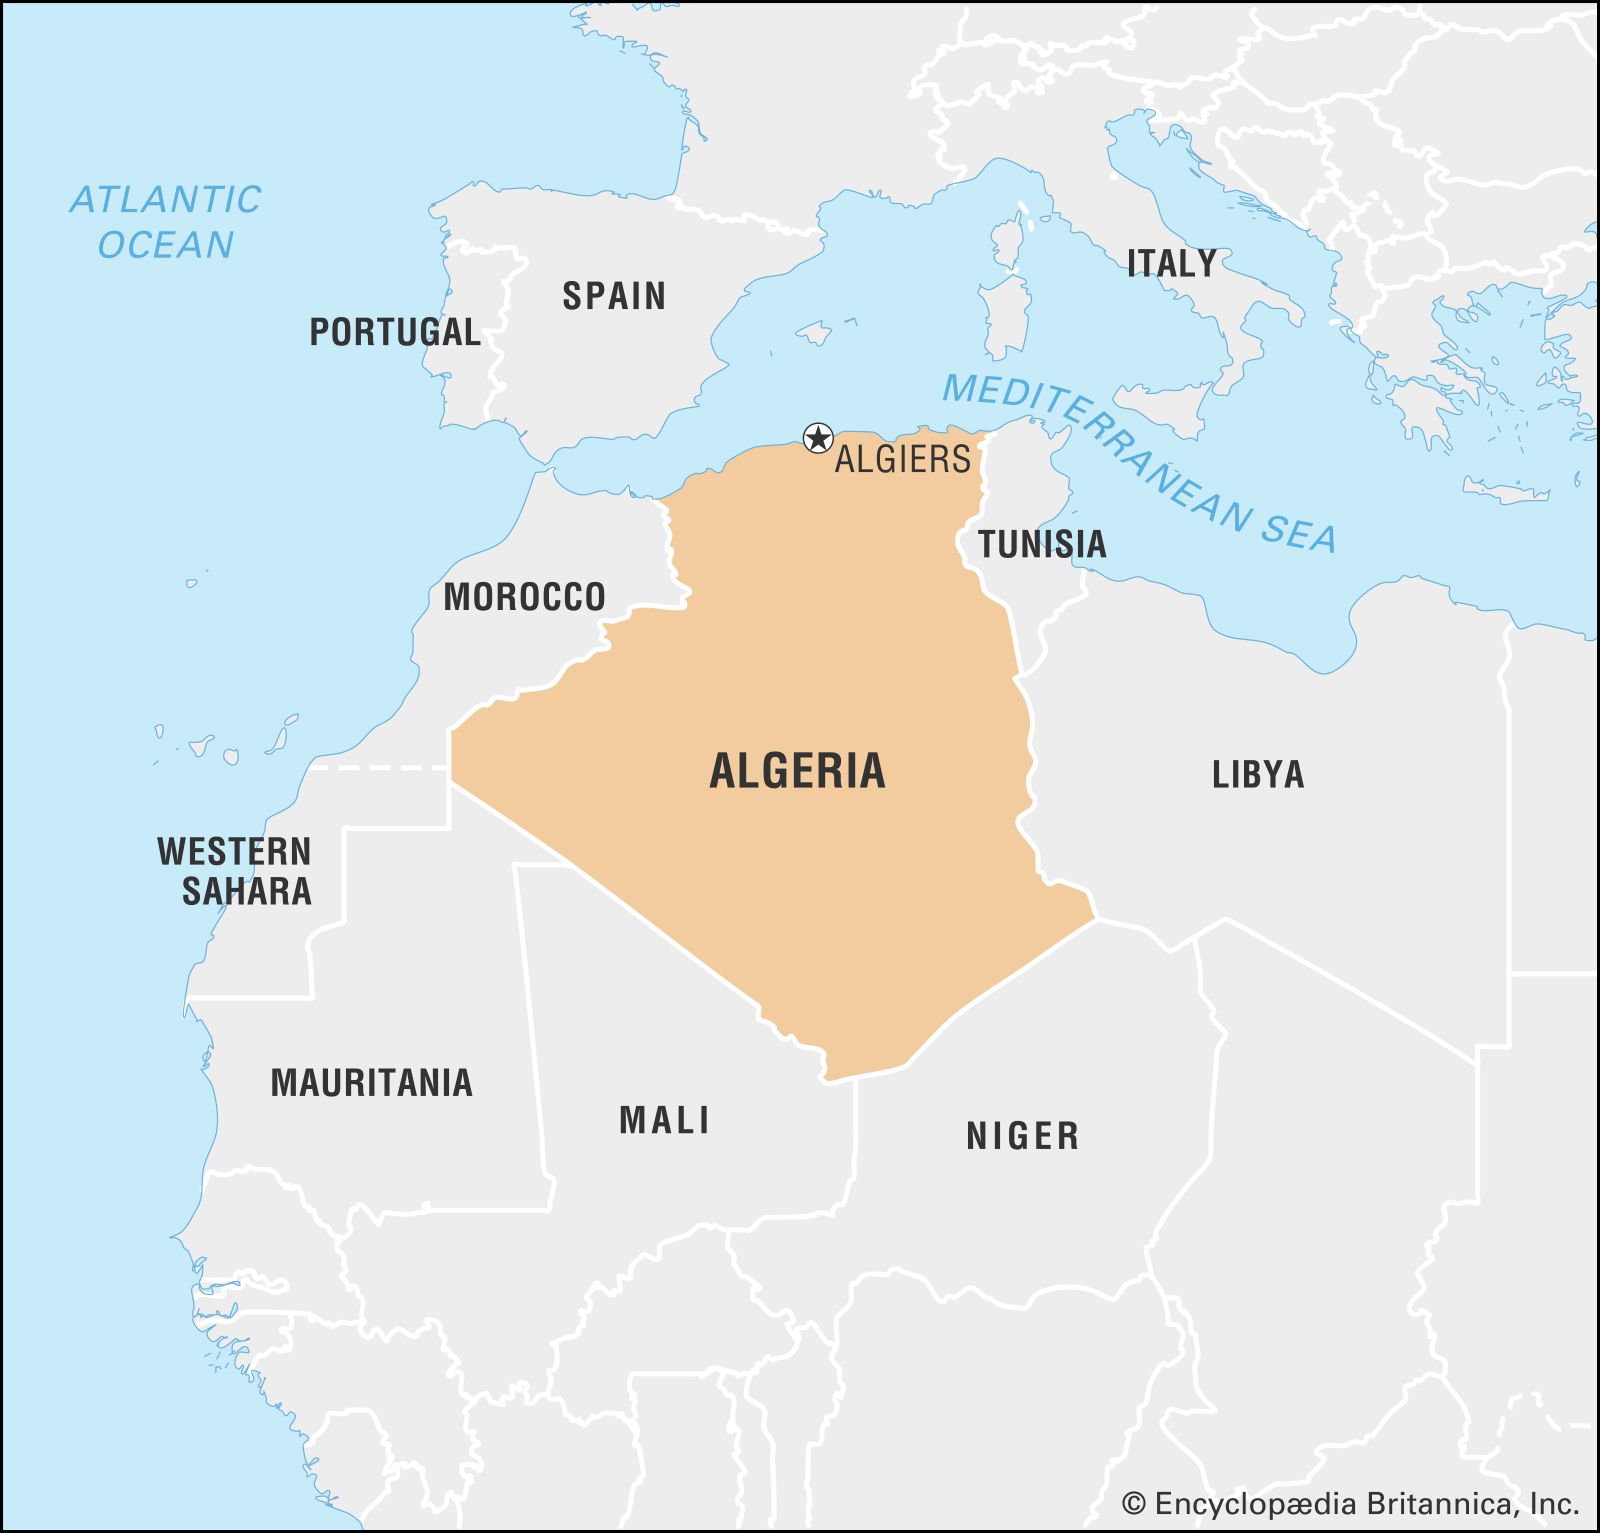 ATLANTIC
OCEAN
ITALY
SPAIN
PORTUGAL
MEDITERRANEAN SEA
ALGIERS
TUNISIA
MOROCCO
ALGERIA
LIBYA
WESTERN
SAHARA
MAURITANIA
MALI
NIGER
© Encyclopædia Britannica, Inc.